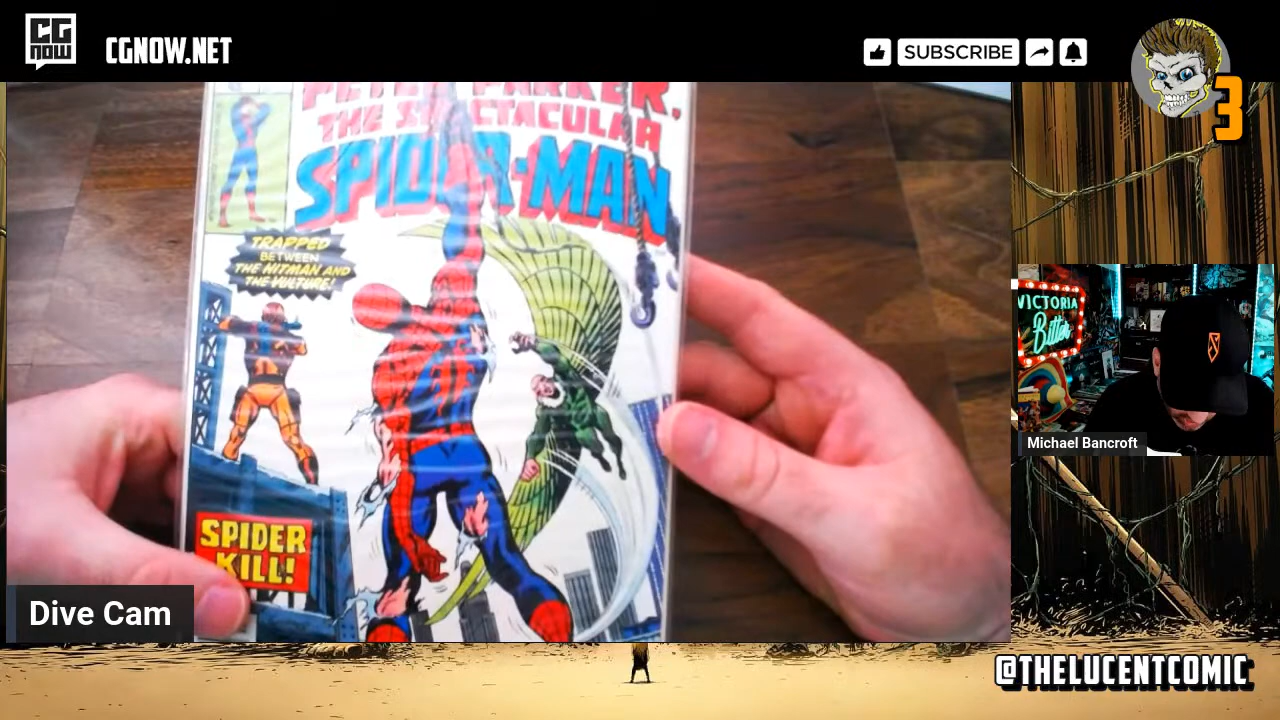 CG
NOW
CGNOW.NET
SUBSCRIBE
3
PETER PARKER,
THE SPECTACULAR
SPIDER-MAN
TRAPPED
BETWEEN
THE HITMAN AND
THE VULTURE!
SPIDER
KILL!
VICTORIA
Bitter
Michael Bancroft
Dive Cam
@THELUCENTCOMIC